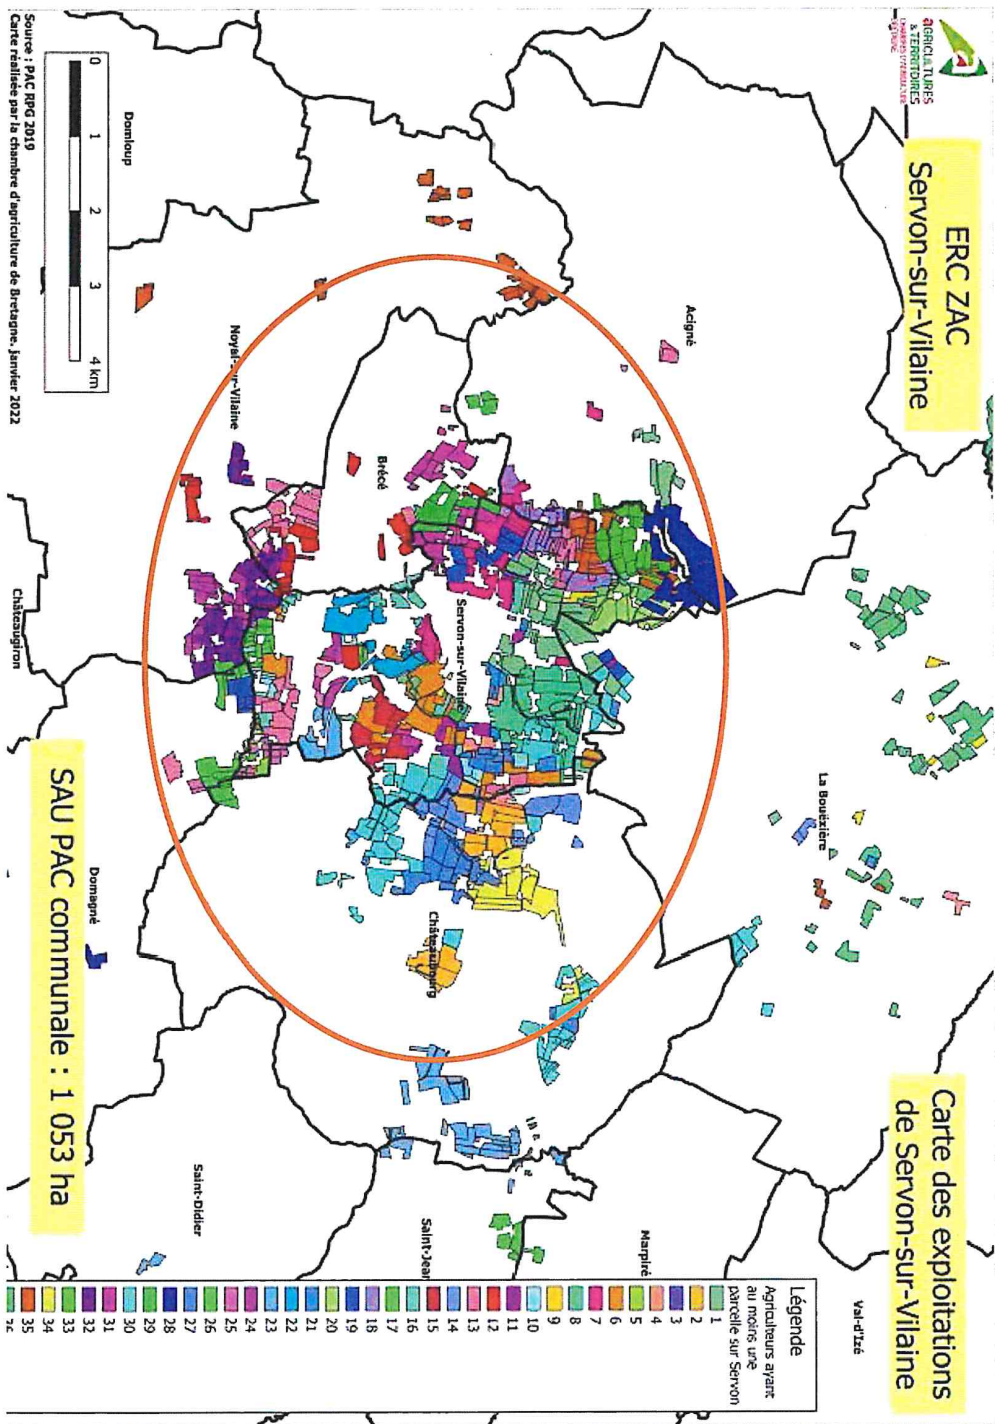 AGRICULTURES
& TERRITOIRES
ERC ZAC
Servon-sur-Vilaine
Carte des exploitations
de Servon-sur-Vilaine
Acigné
La Bouëxière
Val-d'Izé
Marpiré
Brécé
Servon-sur-Vilaine
Châteaubourg
Saint-Jean
Domloup
Noyal-sur-Vilaine
Châteaugiron
Domagné
Saint-Didier
SAU PAC communale : 1 053 ha
0 1 2 3 4 km
Source : PAC RPG 2019
Carte réalisée par la chambre d'agriculture de Bretagne, janvier 2022
Légende
Agriculteurs ayant
au moins une
parcelle sur Servon
1
2
3
4
5
6
7
8
9
10
11
12
13
14
15
16
17
18
19
20
21
22
23
24
25
26
27
28
29
30
31
32
33
34
35